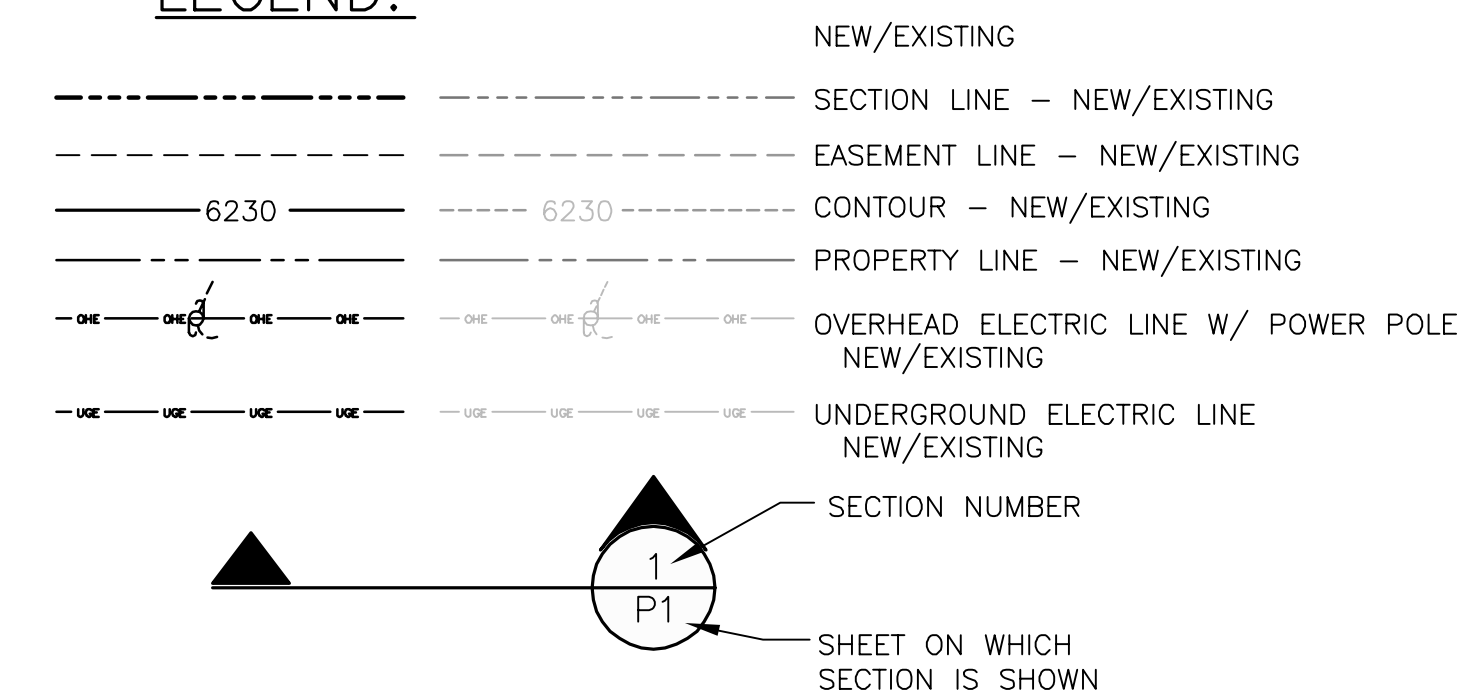 LEGEND:
NEW/EXISTING
SECTION LINE – NEW/EXISTING
EASEMENT LINE – NEW/EXISTING
6230 6230 CONTOUR – NEW/EXISTING
PROPERTY LINE – NEW/EXISTING
OHE OHE OHE OHE OHE OHE OHE OHE OVERHEAD ELECTRIC LINE W/ POWER POLE
NEW/EXISTING
UGE UGE UGE UGE UGE UGE UGE UGE UNDERGROUND ELECTRIC LINE
NEW/EXISTING
SECTION NUMBER
1
P1
SHEET ON WHICH
SECTION IS SHOWN